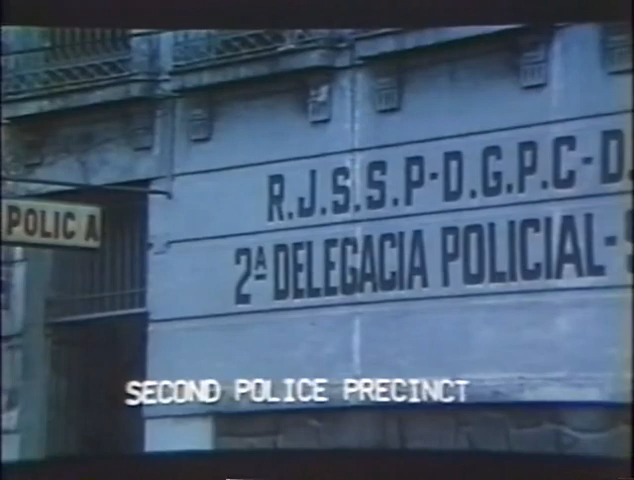 R.J.S.S.P-D.G.P.C-D.
POLIC A
2ª DELEGACIA POLICIAL-S
SECOND POLICE PRECINCT